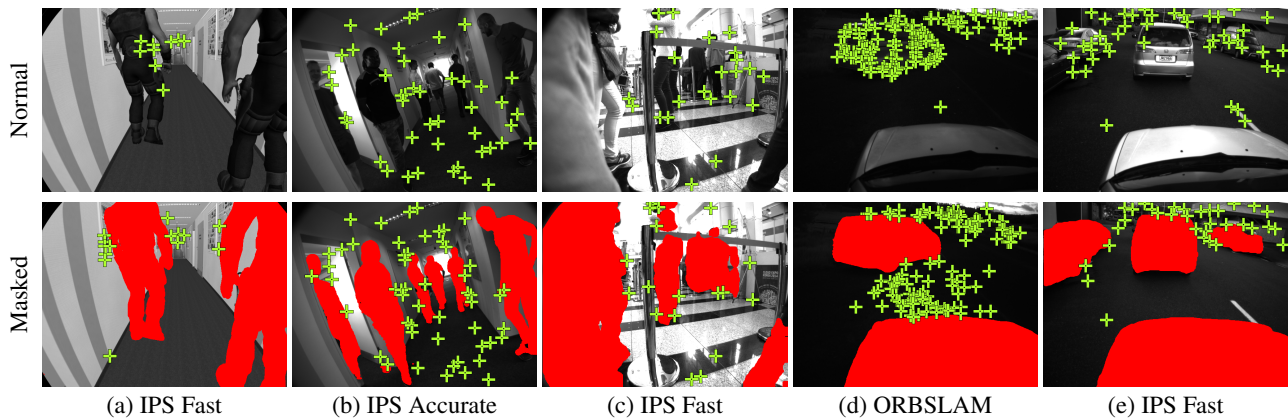 Normal
Masked
(a) IPS Fast
(b) IPS Accurate
(c) IPS Fast
(d) ORBSLAM
(e) IPS Fast